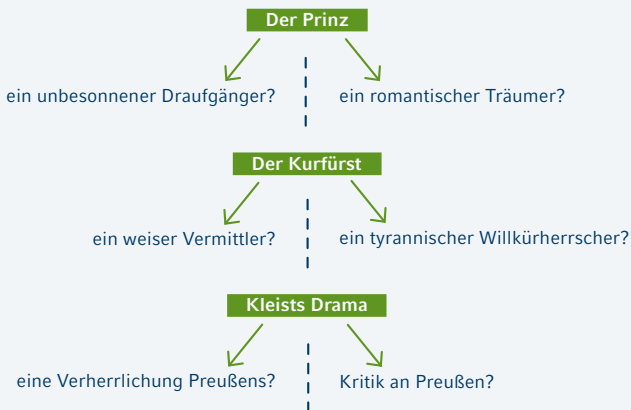 Der Prinz
ein unbesonnener Draufgänger?
ein romantischer Träumer?
Der Kurfürst
ein weiser Vermittler?
ein tyrannischer Willkürherrscher?
Kleists Drama
eine Verherrlichung Preußens?
Kritik an Preußen?